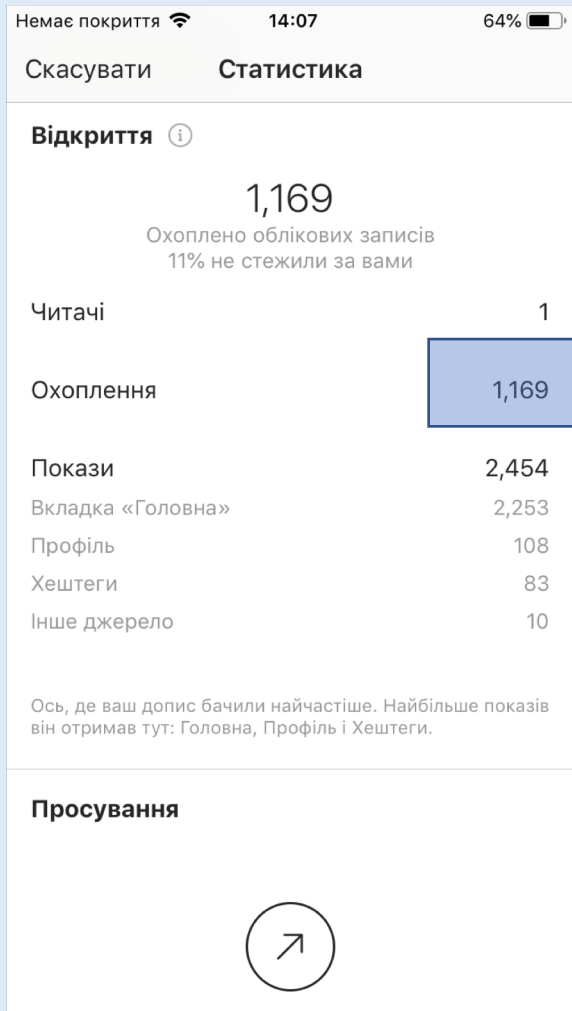 Немає покриття 14:07 64%
Скасувати Статистика
Відкриття
1,169
Охоплено облікових записів
11% не стежили за вами
Читачі 1
Охоплення 1,169
Покази 2,454
Вкладка «Головна» 2,253
Профіль 108
Хештеги 83
Інше джерело 10
Ось, де ваш допис бачили найчастіше. Найбільше показів
він отримав тут: Головна, Профіль і Хештеги.
Просування